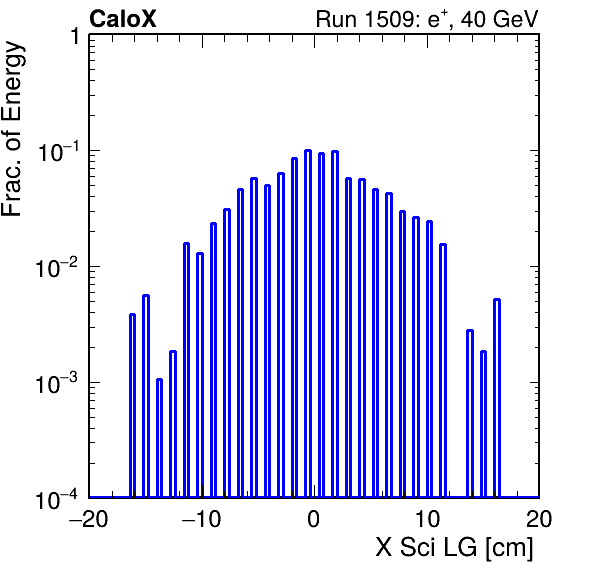 CaloX Run 1509: e⁺, 40 GeV
Frac. of Energy
1
10⁻¹
10⁻²
10⁻³
10⁻⁴
−20 −10 0 10 20
X Sci LG [cm]